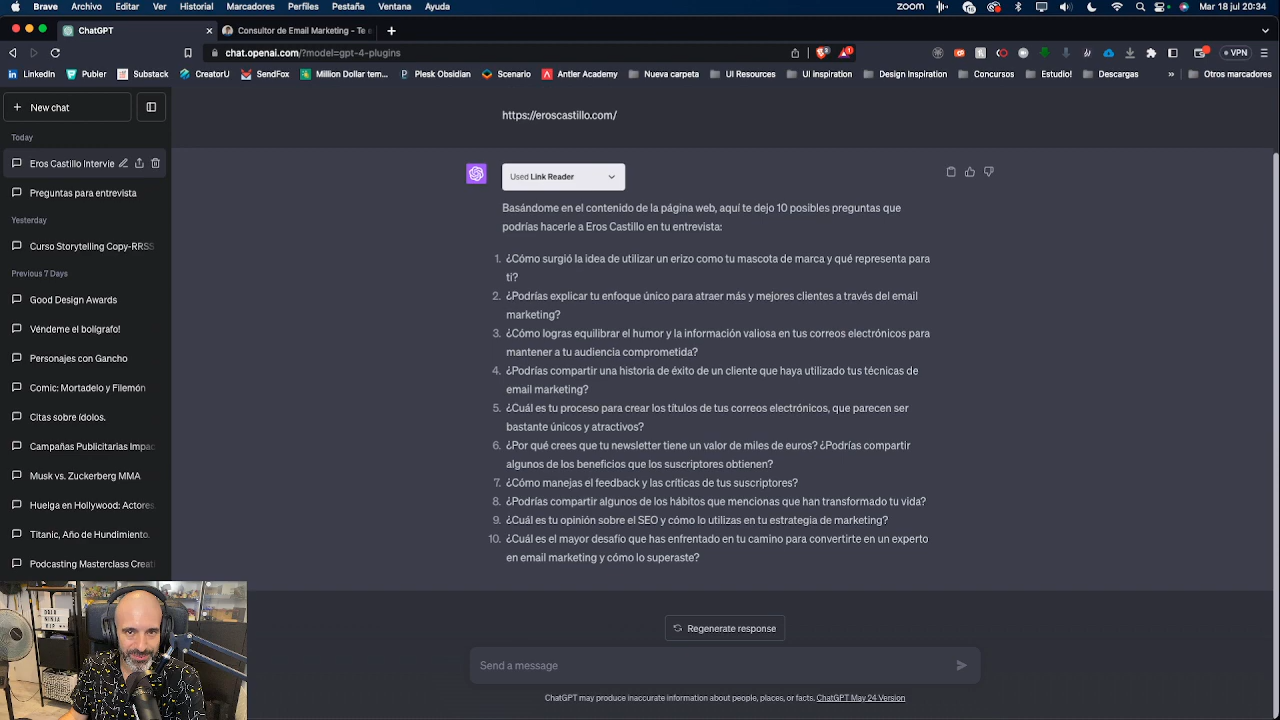 Brave Archivo Editar Ver Historial Marcadores Perfiles Pestaña Ventana Ayuda ZOOM 15 Mar 18 jul 20:34
ChatGPT Consultor de Email Marketing - Te e
chat.openai.com/?model=gpt-4-plugins VPN
LinkedIn Publer Substack CreatorU SendFox Million Dollar tem... Plesk Obsidian Scenario Antler Academy Nueva carpeta UI Resources UI Inspiration Design Inspiration Concursos Estudio! Descargas » Otros marcadores
New chat
Today
Eros Castillo Intervie
Preguntas para entrevista
Yesterday
Curso Storytelling Copy-RRSS
Previous 7 Days
Good Design Awards
Véndeme el bolígrafo!
Personajes con Gancho
Comic: Mortadelo y Filemón
Citas sobre ídolos.
Campañas Publicitarias Impac
Musk vs. Zuckerberg MMA
Huelga en Hollywood: Actores,
Titanic, Año de Hundimiento.
Podcasting Masterclass Creati
https://eroscastillo.com/
Used Link Reader
Basándome en el contenido de la página web, aquí te dejo 10 posibles preguntas que
podrías hacerle a Eros Castillo en tu entrevista:
1. ¿Cómo surgió la idea de utilizar un erizo como tu mascota de marca y qué representa para
ti?
2. ¿Podrías explicar tu enfoque único para atraer más y mejores clientes a través del email
marketing?
3. ¿Cómo logras equilibrar el humor y la información valiosa en tus correos electrónicos para
mantener a tu audiencia comprometida?
4. ¿Podrías compartir una historia de éxito de un cliente que haya utilizado tus técnicas de
email marketing?
5. ¿Cuál es tu proceso para crear los títulos de tus correos electrónicos, que parecen ser
bastante únicos y atractivos?
6. ¿Por qué crees que tu newsletter tiene un valor de miles de euros? ¿Podrías compartir
algunos de los beneficios que los suscriptores obtienen?
7. ¿Cómo manejas el feedback y las críticas de tus suscriptores?
8. ¿Podrías compartir algunos de los hábitos que mencionas que han transformado tu vida?
9. ¿Cuál es tu opinión sobre el SEO y cómo lo utilizas en tu estrategia de marketing?
10. ¿Cuál es el mayor desafío que has enfrentado en tu camino para convertirte en un experto
en email marketing y cómo lo superaste?
Regenerate response
Send a message
ChatGPT may produce inaccurate information about people, places, or facts. ChatGPT May 24 Version